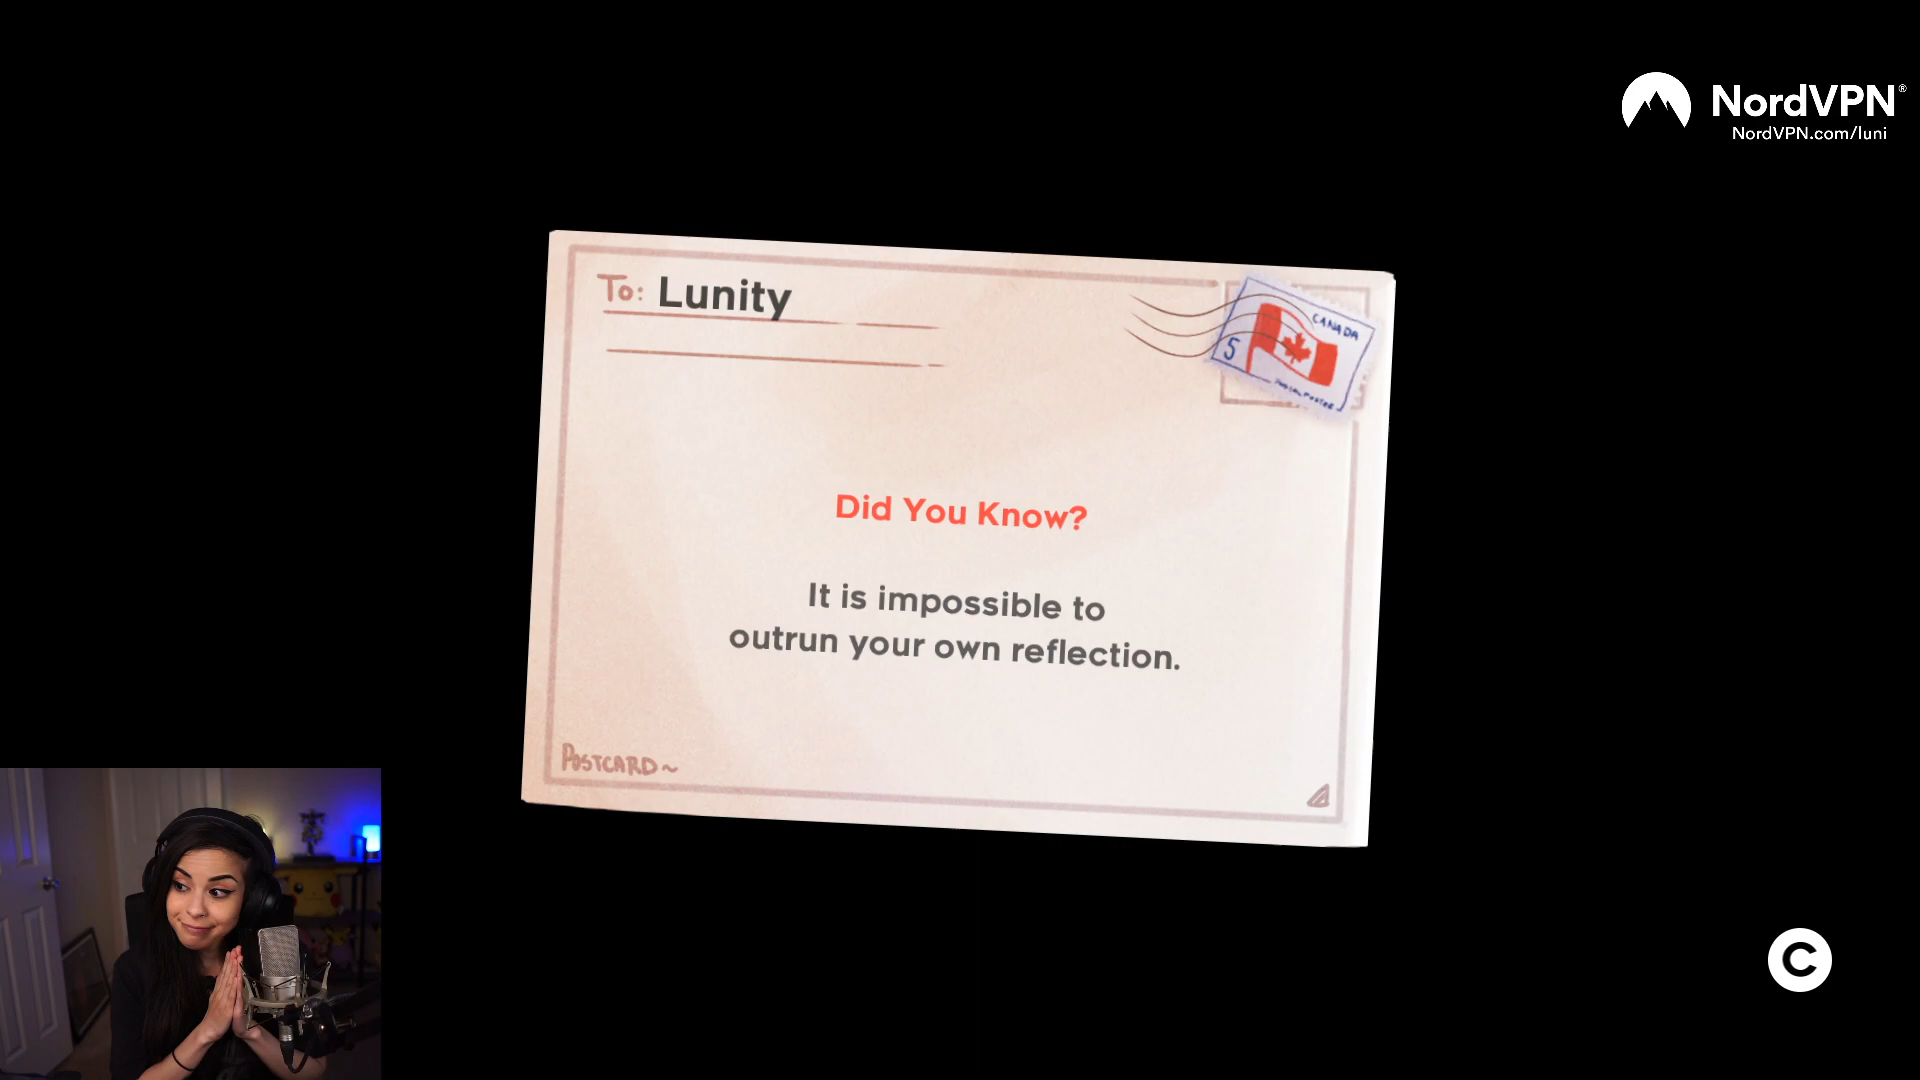 NordVPN®
NordVPN.com/luni
To: Lunity
CANADA
5
Did You Know?
It is impossible to
outrun your own reflection.
POSTCARD~
C